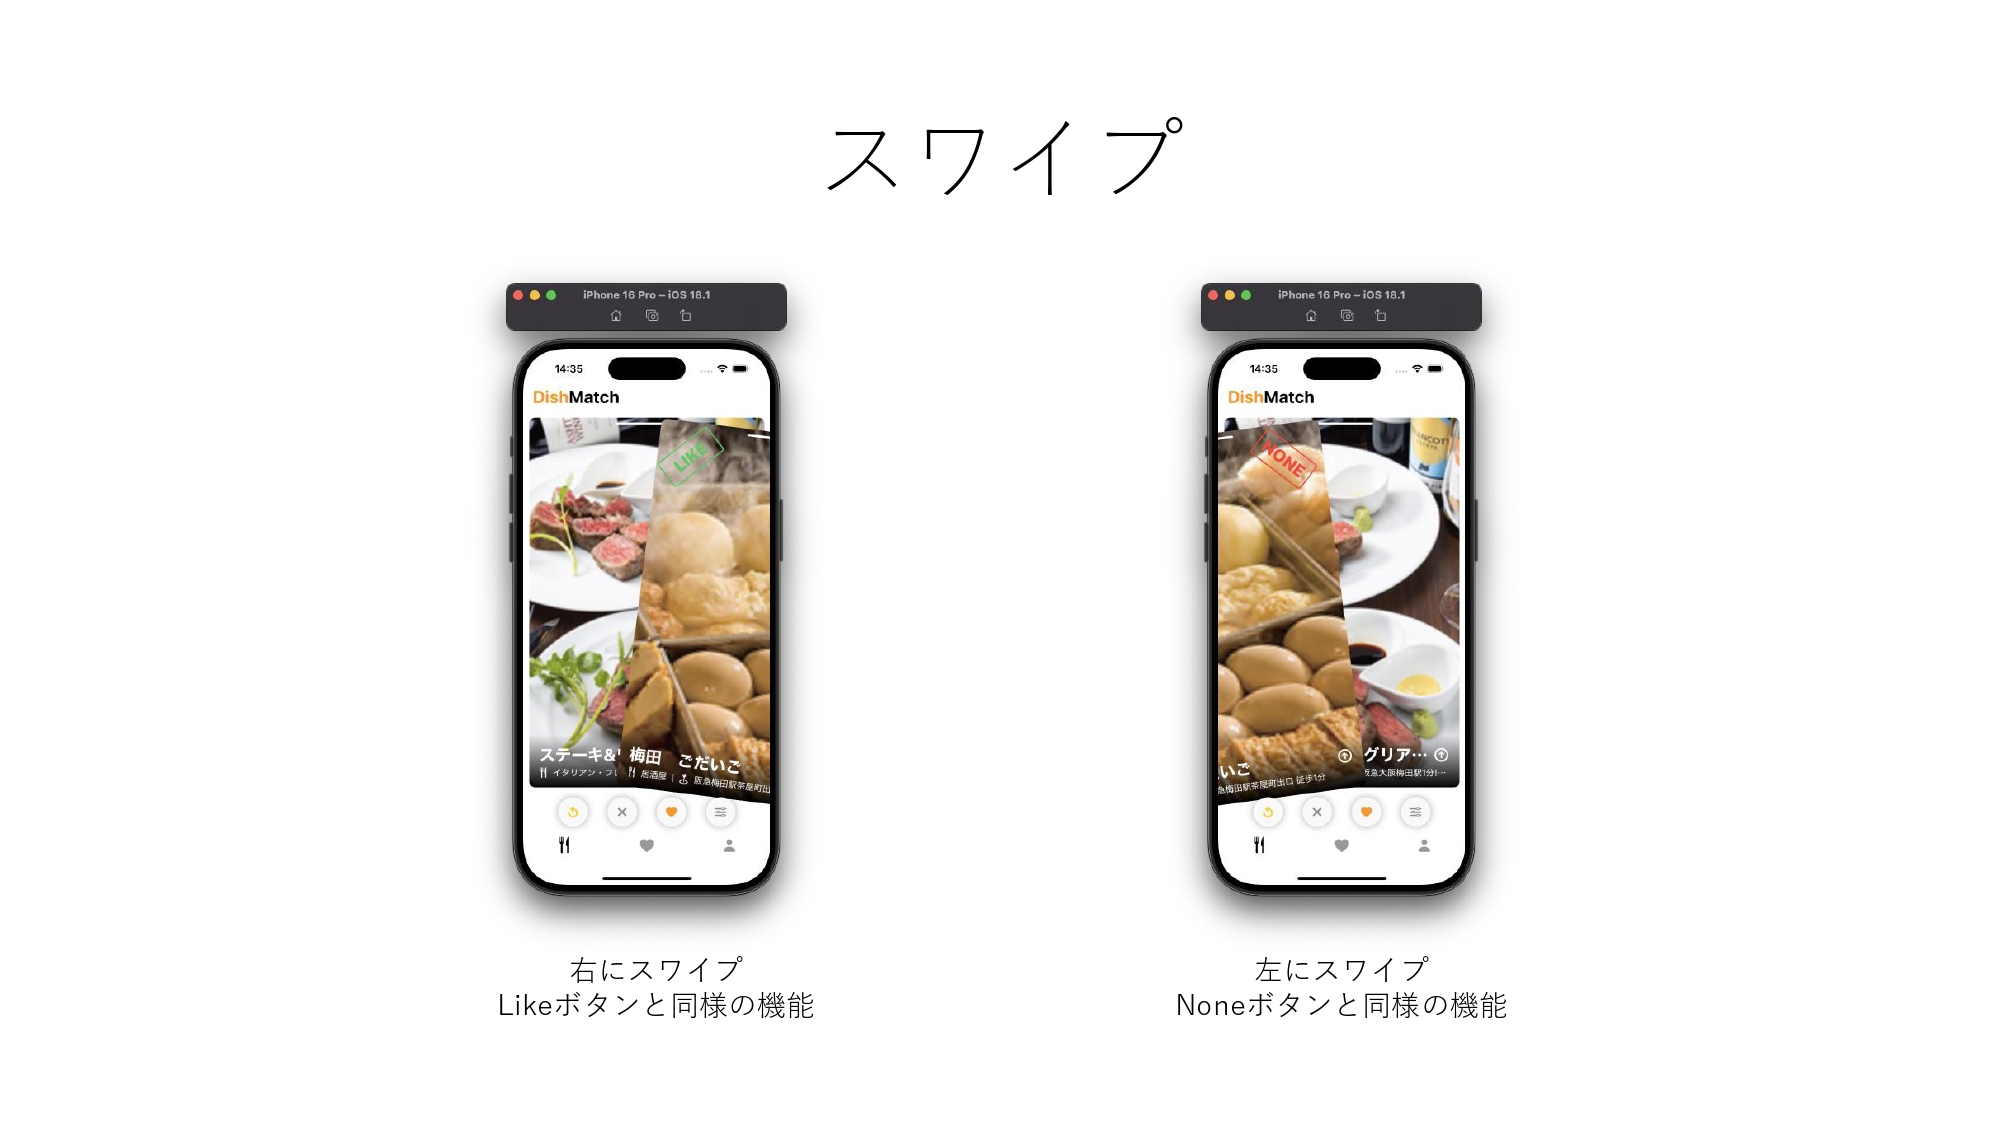 スワイプ
iPhone 16 Pro – iOS 18.1
14:35
DishMatch
LIKE
ステーキ&
梅田 ごだいご
イタリアン・フ
居酒屋 | 阪急梅田駅茶屋町出
右にスワイプ
Likeボタンと同様の機能
iPhone 16 Pro – iOS 18.1
14:35
DishMatch
NONE
いご
急梅田駅茶屋町出口 徒歩1分
グリア…
阪急大阪梅田駅1分!…
左にスワイプ
Noneボタンと同様の機能